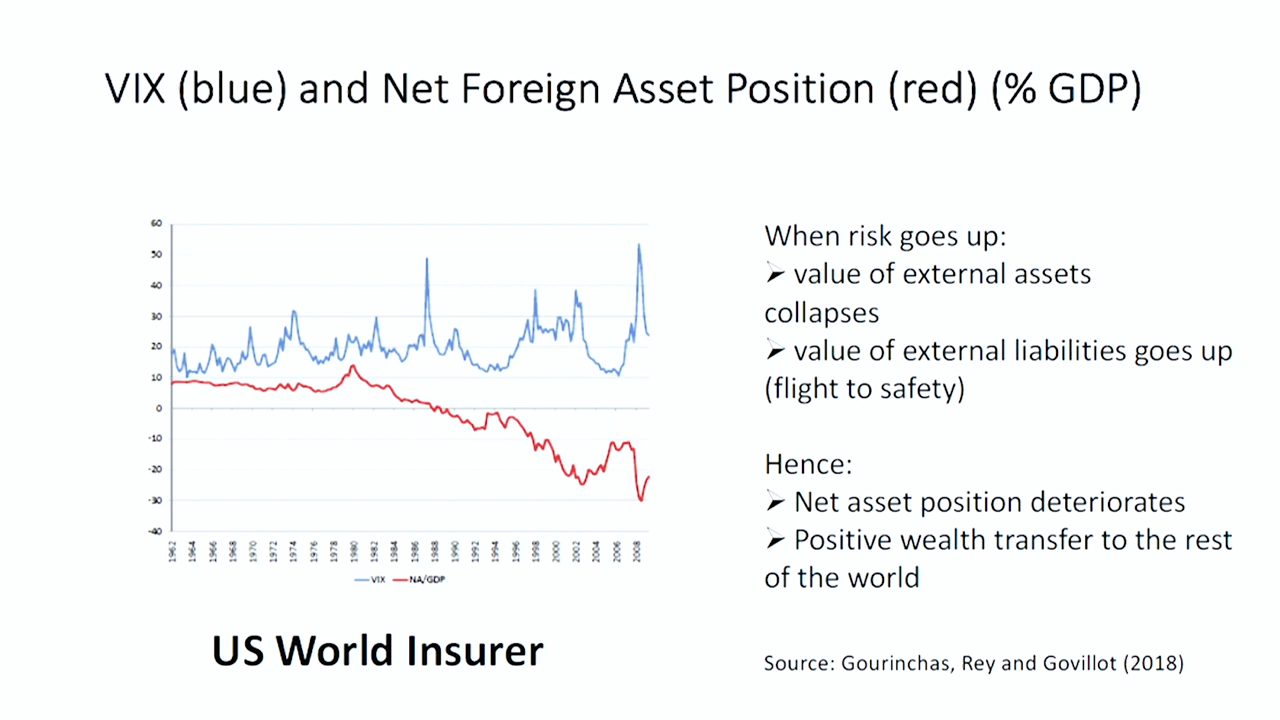 VIX (blue) and Net Foreign Asset Position (red) (% GDP)
60
50
40
30
20
10
0
-10
-20
-30
-40
1962 1964 1966 1968 1970 1972 1974 1976 1978 1980 1982 1984 1986 1988 1990 1992 1994 1996 1998 2000 2002 2004 2006 2008
VIX NA/GDP
US World Insurer
When risk goes up:
➢ value of external assets
collapses
➢ value of external liabilities goes up
(flight to safety)
Hence:
➢ Net asset position deteriorates
➢ Positive wealth transfer to the rest
of the world
Source: Gourinchas, Rey and Govillot (2018)